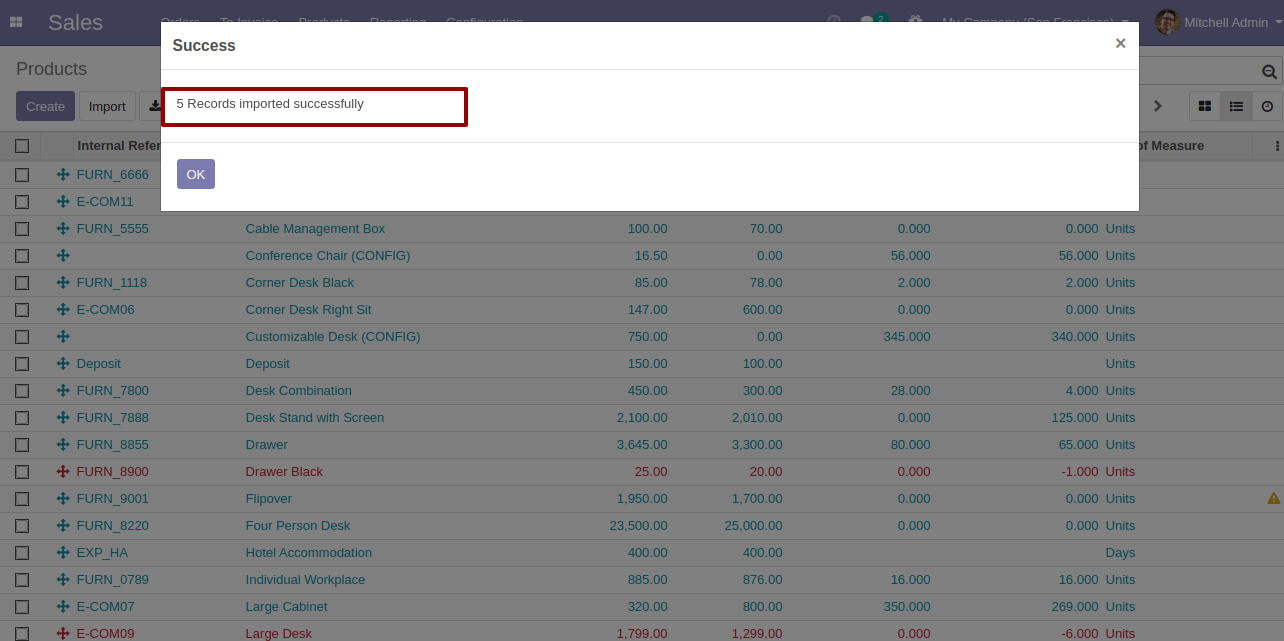 Sales
Orders To Invoice Products Reporting Configuration
2
My Company (San Francisco)
Mitchell Admin
Success
×
Products
5 Records imported successfully
Create
Import
OK
Internal Refer
of Measure
FURN_6666
E-COM11
FURN_5555 Cable Management Box 100.00 70.00 0.000 0.000 Units
Conference Chair (CONFIG) 16.50 0.00 56.000 56.000 Units
FURN_1118 Corner Desk Black 85.00 78.00 2.000 2.000 Units
E-COM06 Corner Desk Right Sit 147.00 600.00 0.000 0.000 Units
Customizable Desk (CONFIG) 750.00 0.00 345.000 340.000 Units
Deposit Deposit 150.00 100.00 Units
FURN_7800 Desk Combination 450.00 300.00 28.000 4.000 Units
FURN_7888 Desk Stand with Screen 2,100.00 2,010.00 0.000 125.000 Units
FURN_8855 Drawer 3,645.00 3,300.00 80.000 65.000 Units
FURN_8900 Drawer Black 25.00 20.00 0.000 -1.000 Units
FURN_9001 Flipover 1,950.00 1,700.00 0.000 0.000 Units
FURN_8220 Four Person Desk 23,500.00 25,000.00 0.000 0.000 Units
EXP_HA Hotel Accommodation 400.00 400.00 Days
FURN_0789 Individual Workplace 885.00 876.00 16.000 16.000 Units
E-COM07 Large Cabinet 320.00 800.00 350.000 269.000 Units
E-COM09 Large Desk 1,799.00 1,299.00 0.000 -6.000 Units